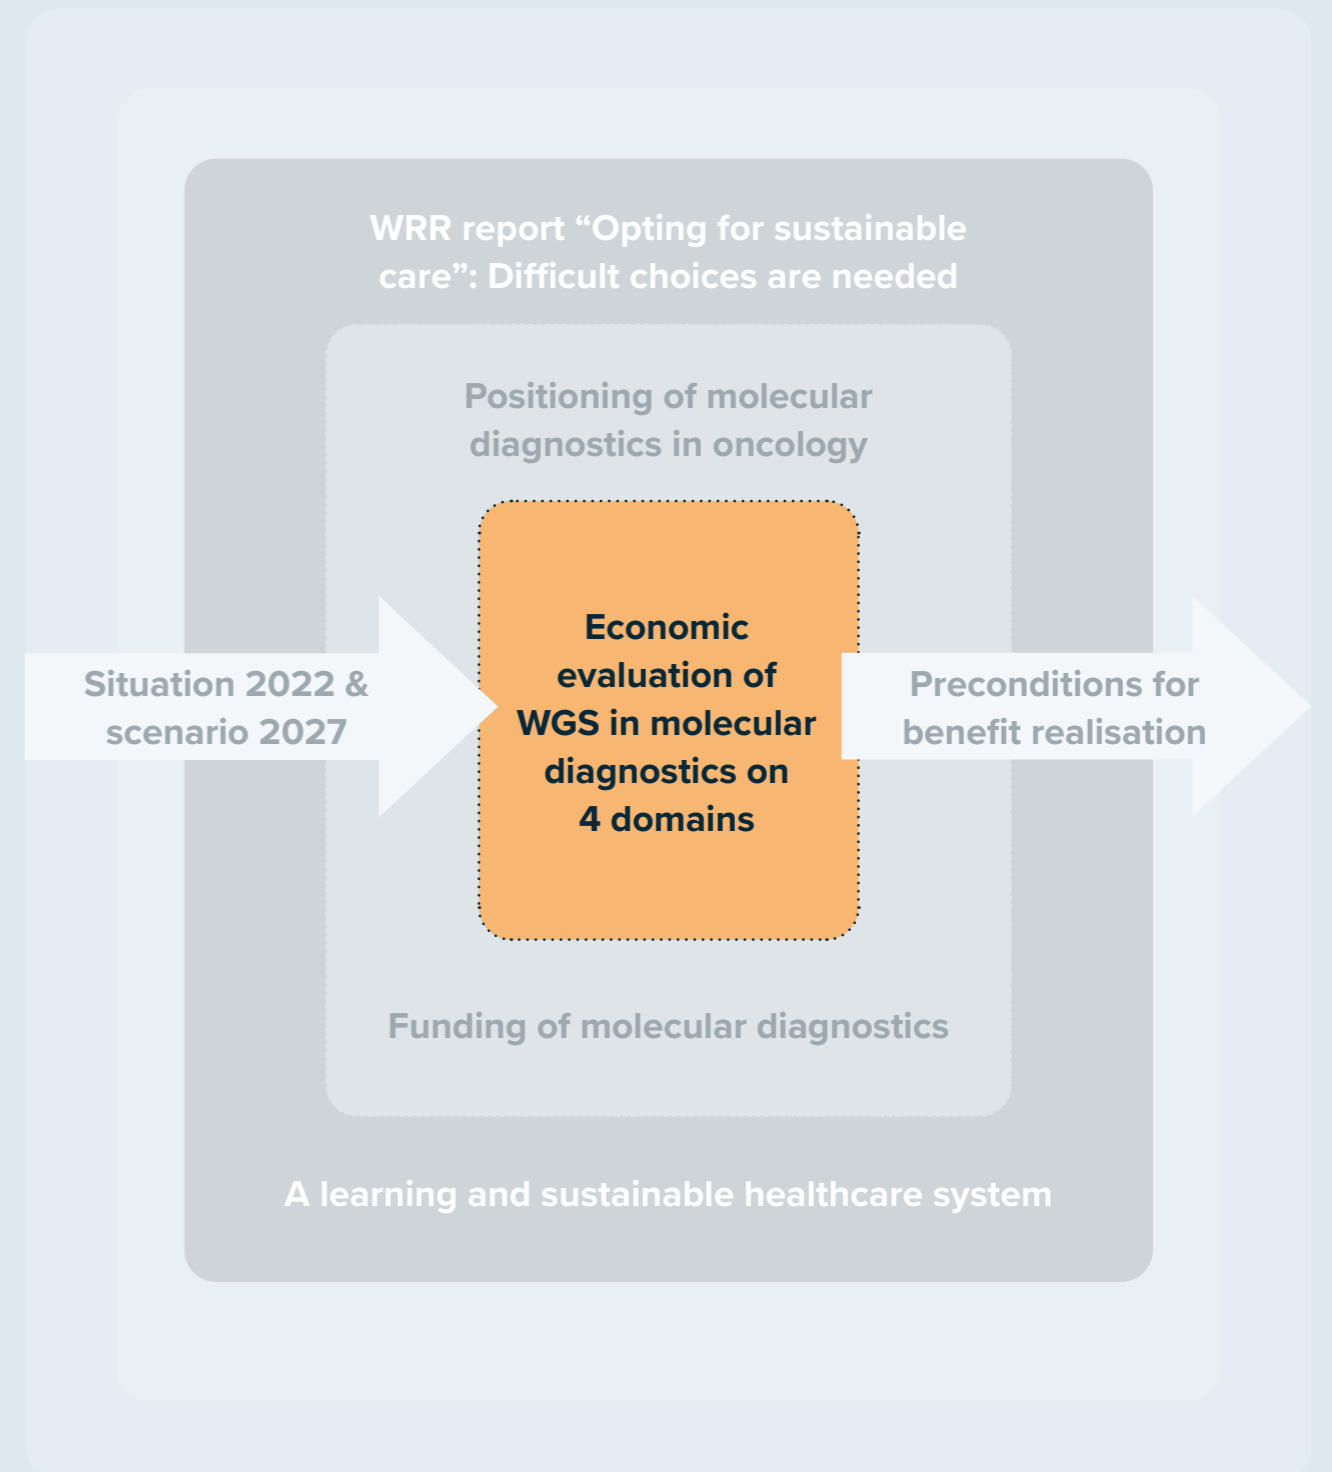 WRR report “Opting for sustainable
care”: Difficult choices are needed
Positioning of molecular
diagnostics in oncology
Situation 2022 &
scenario 2027
Economic
evaluation of
WGS in molecular
diagnostics on
4 domains
Preconditions for
benefit realisation
Funding of molecular diagnostics
A learning and sustainable healthcare system